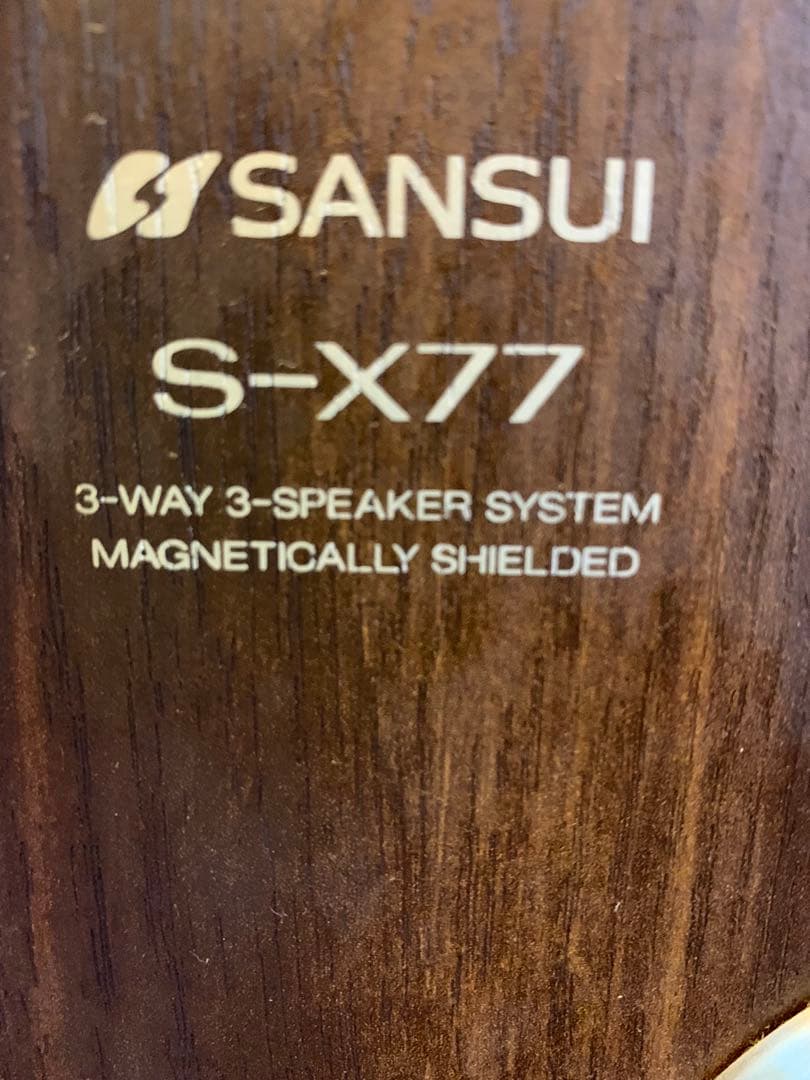 SANSUI
S-X77
3-WAY 3-SPEAKER SYSTEM
MAGNETICALLY SHIELDED